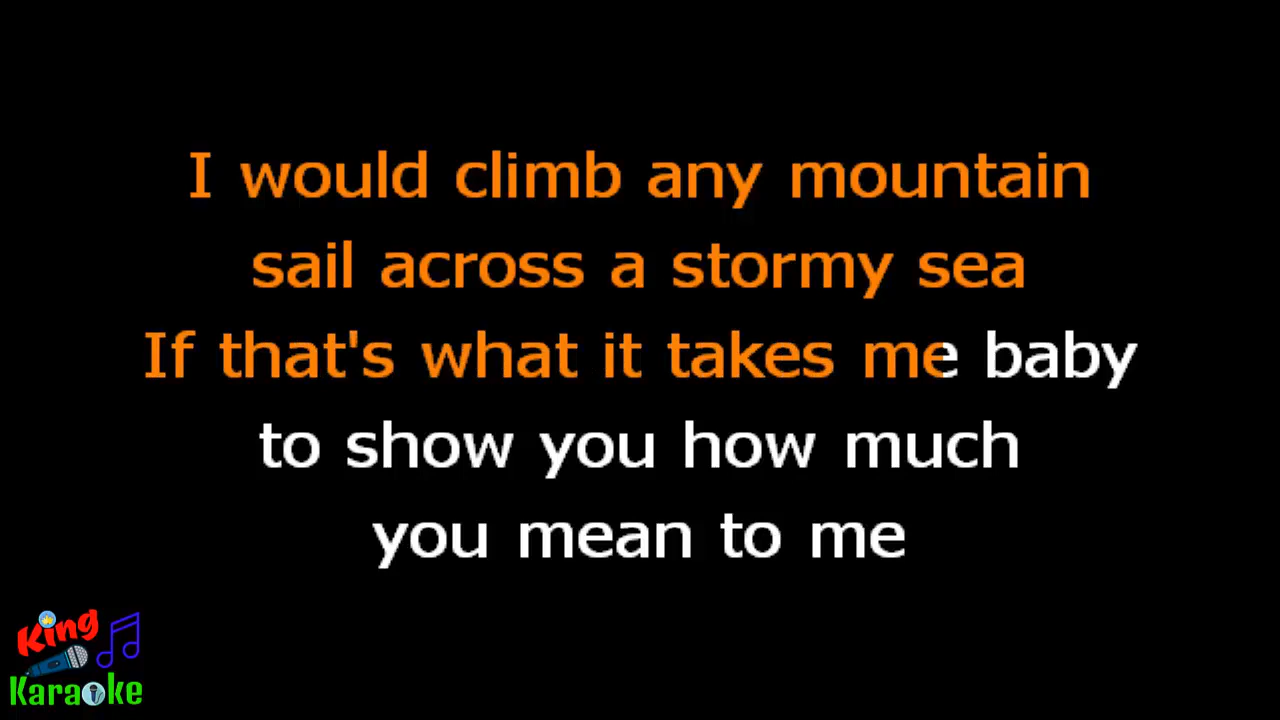 I would climb any mountain
sail across a stormy sea
If that's what it takes me baby
to show you how much
you mean to me
King
Karaoke